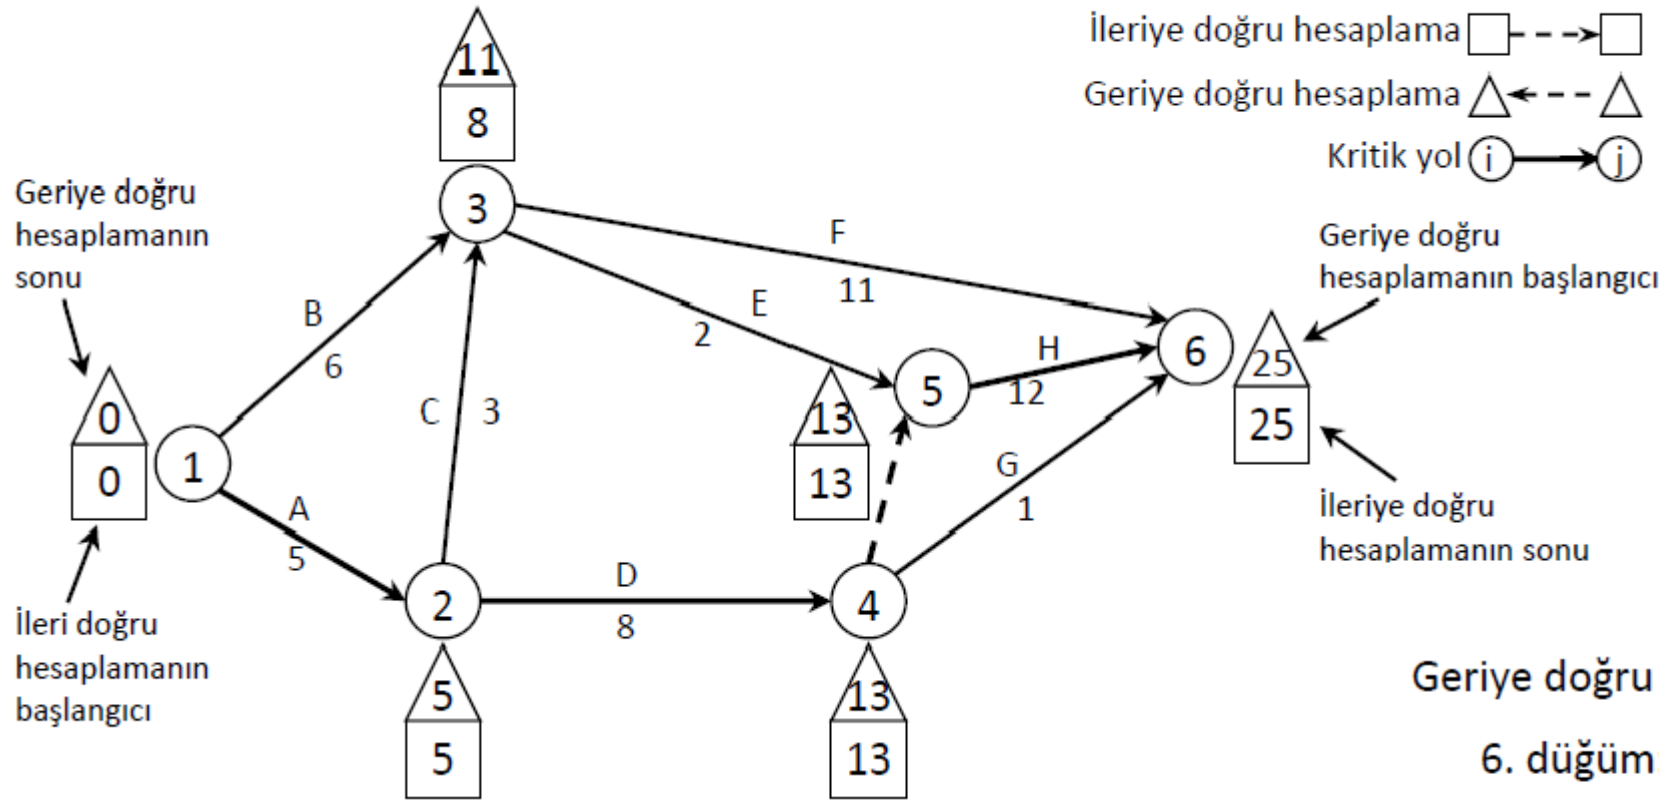 İleriye doğru hesaplama
Geriye doğru hesaplama
Kritik yol i j
11
8
3
Geriye doğru
hesaplamanın
sonu
0
0
1
İleri doğru
hesaplamanın
başlangıcı
B
6
A
5
C 3
2
5
5
D
8
4
13
13
F
11
E
2
13
13
5
H
12
G
1
6
25
25
Geriye doğru
hesaplamanın başlangıcı
İleriye doğru
hesaplamanın sonu
Geriye doğru
6. düğüm